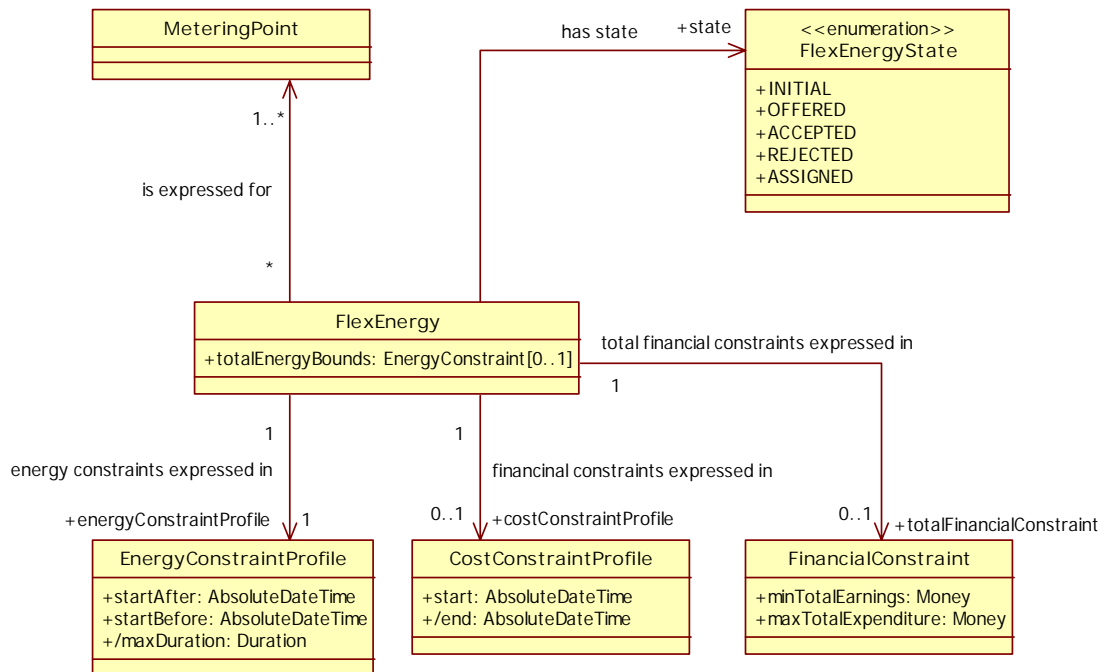 MeteringPoint
has state
+state
<<enumeration>>
FlexEnergyState
+INITIAL
+OFFERED
+ACCEPTED
+REJECTED
+ASSIGNED
1..*
is expressed for
*
FlexEnergy
+totalEnergyBounds: EnergyConstraint[0..1]
total financial constraints expressed in
1
1
energy constraints expressed in
+energyConstraintProfile
1
1
financinal constraints expressed in
0..1
+costConstraintProfile
0..1
+totalFinancialConstraint
EnergyConstraintProfile
+startAfter: AbsoluteDateTime
+startBefore: AbsoluteDateTime
+/maxDuration: Duration
CostConstraintProfile
+start: AbsoluteDateTime
+/end: AbsoluteDateTime
FinancialConstraint
+minTotalEarnings: Money
+maxTotalExpenditure: Money